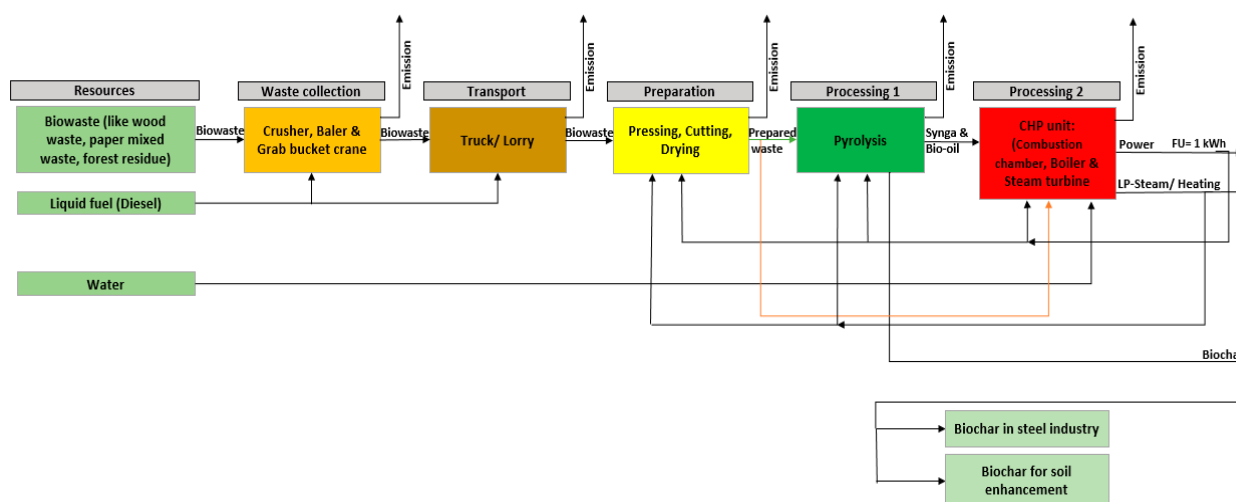 Emission
Emission
Emission
Emission
Emission
Resources
Waste collection
Transport
Preparation
Processing 1
Processing 2
Biowaste (like wood
waste, paper mixed
waste, forest residue)
Biowaste
Crusher, Baler &
Grab bucket crane
Biowaste
Truck/ Lorry
Biowaste
Pressing, Cutting,
Drying
Prepared
waste
Pyrolysis
Synga &
Bio-oil
CHP unit:
(Combustion
chamber, Boiler &
Steam turbine
Power
FU= 1 kWh
LP-Steam/ Heating
Liquid fuel (Diesel)
Water
Biocha
Biochar in steel industry
Biochar for soil
enhancement